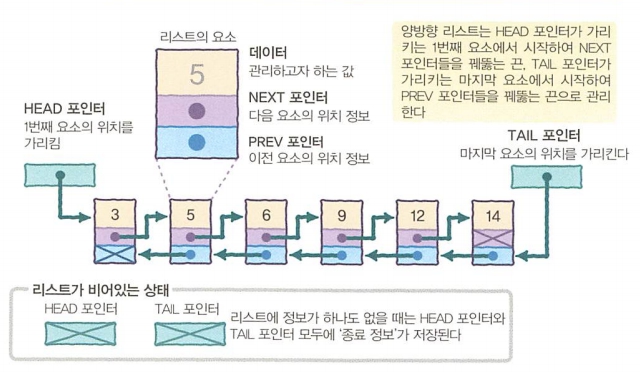 리스트의 요소
5
데이터
관리하고자 하는 값
NEXT 포인터
다음 요소의 위치 정보
PREV 포인터
이전 요소의 위치 정보
양방향 리스트는 HEAD 포인터가 가리
키는 1번째 요소에서 시작하여 NEXT
포인터들을 꿰뚫는 끈, TAIL 포인터가
가리키는 마지막 요소에서 시작하여
PREV 포인터들을 꿰뚫는 끈으로 관리
한다
HEAD 포인터
1번째 요소의 위치를
가리킴
TAIL 포인터
마지막 요소의 위치를 가리킨다
3 5 6 9 12 14
리스트가 비어있는 상태
HEAD 포인터 TAIL 포인터
리스트에 정보가 하나도 없을 때는 HEAD 포인터와
TAIL 포인터 모두에 '종료 정보'가 저장된다